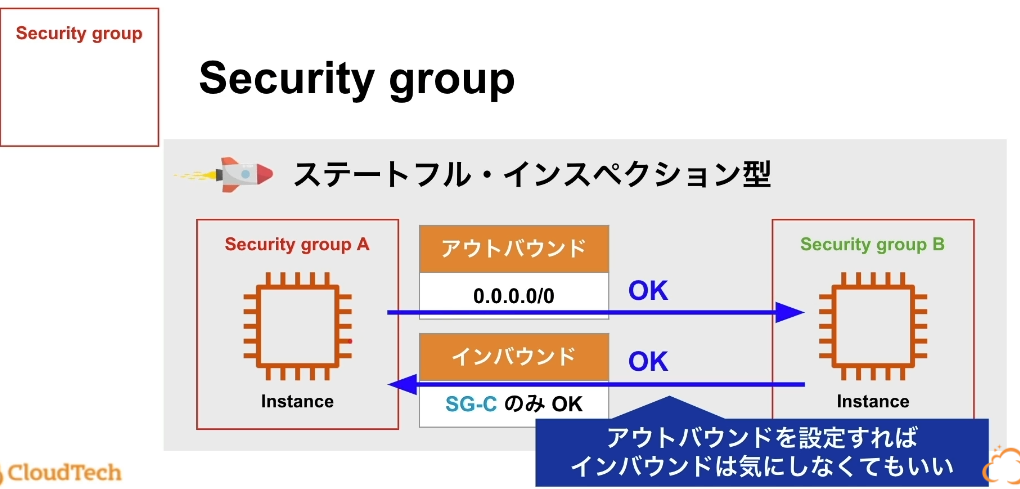 Security group
Security group
ステートフル・インスペクション型
Security group A
アウトバウンド
0.0.0.0/0
OK
Security group B
インバウンド
OK
SG-C のみ OK
Instance
Instance
アウトバウンドを設定すれば
インバウンドは気にしなくてもいい
CloudTech